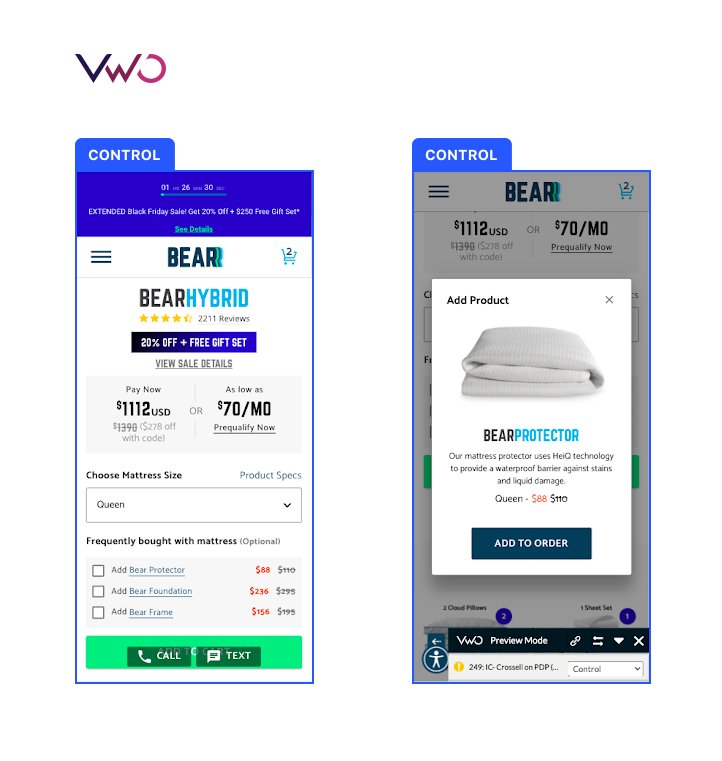 VWO
CONTROL
01 HR 26 MIN 30 SEC
EXTENDED Black Friday Sale! Get 20% Off + $250 Free Gift Set*
See Details
BEAR
2
BEARHYBRID
2211 Reviews
20% OFF + FREE GIFT SET
VIEW SALE DETAILS
Pay Now
$1112USD
$1390 ($278 off
with code)
OR
As low as
$70/MO
Prequalify Now
Choose Mattress Size
Product Specs
Queen
Frequently bought with mattress (Optional)
Add Bear Protector $88 $110
Add Bear Foundation $236 $295
Add Bear Frame $156 $195
ADD TO CART
CALL
TEXT
CONTROL
BEAR
2
$1112USD
$1390 ($278 off
with code)
OR
$70/MO
Prequalify Now
Add Product
BEARPROTECTOR
Our mattress protector uses HeiQ technology
to provide a waterproof barrier against stains
and liquid damage.
Queen - $88 $110
ADD TO ORDER
2 Cloud Pillows
2
1 Sheet Set
1
VWO Preview Mode
249: IC- Crossell on PDP (...
Control